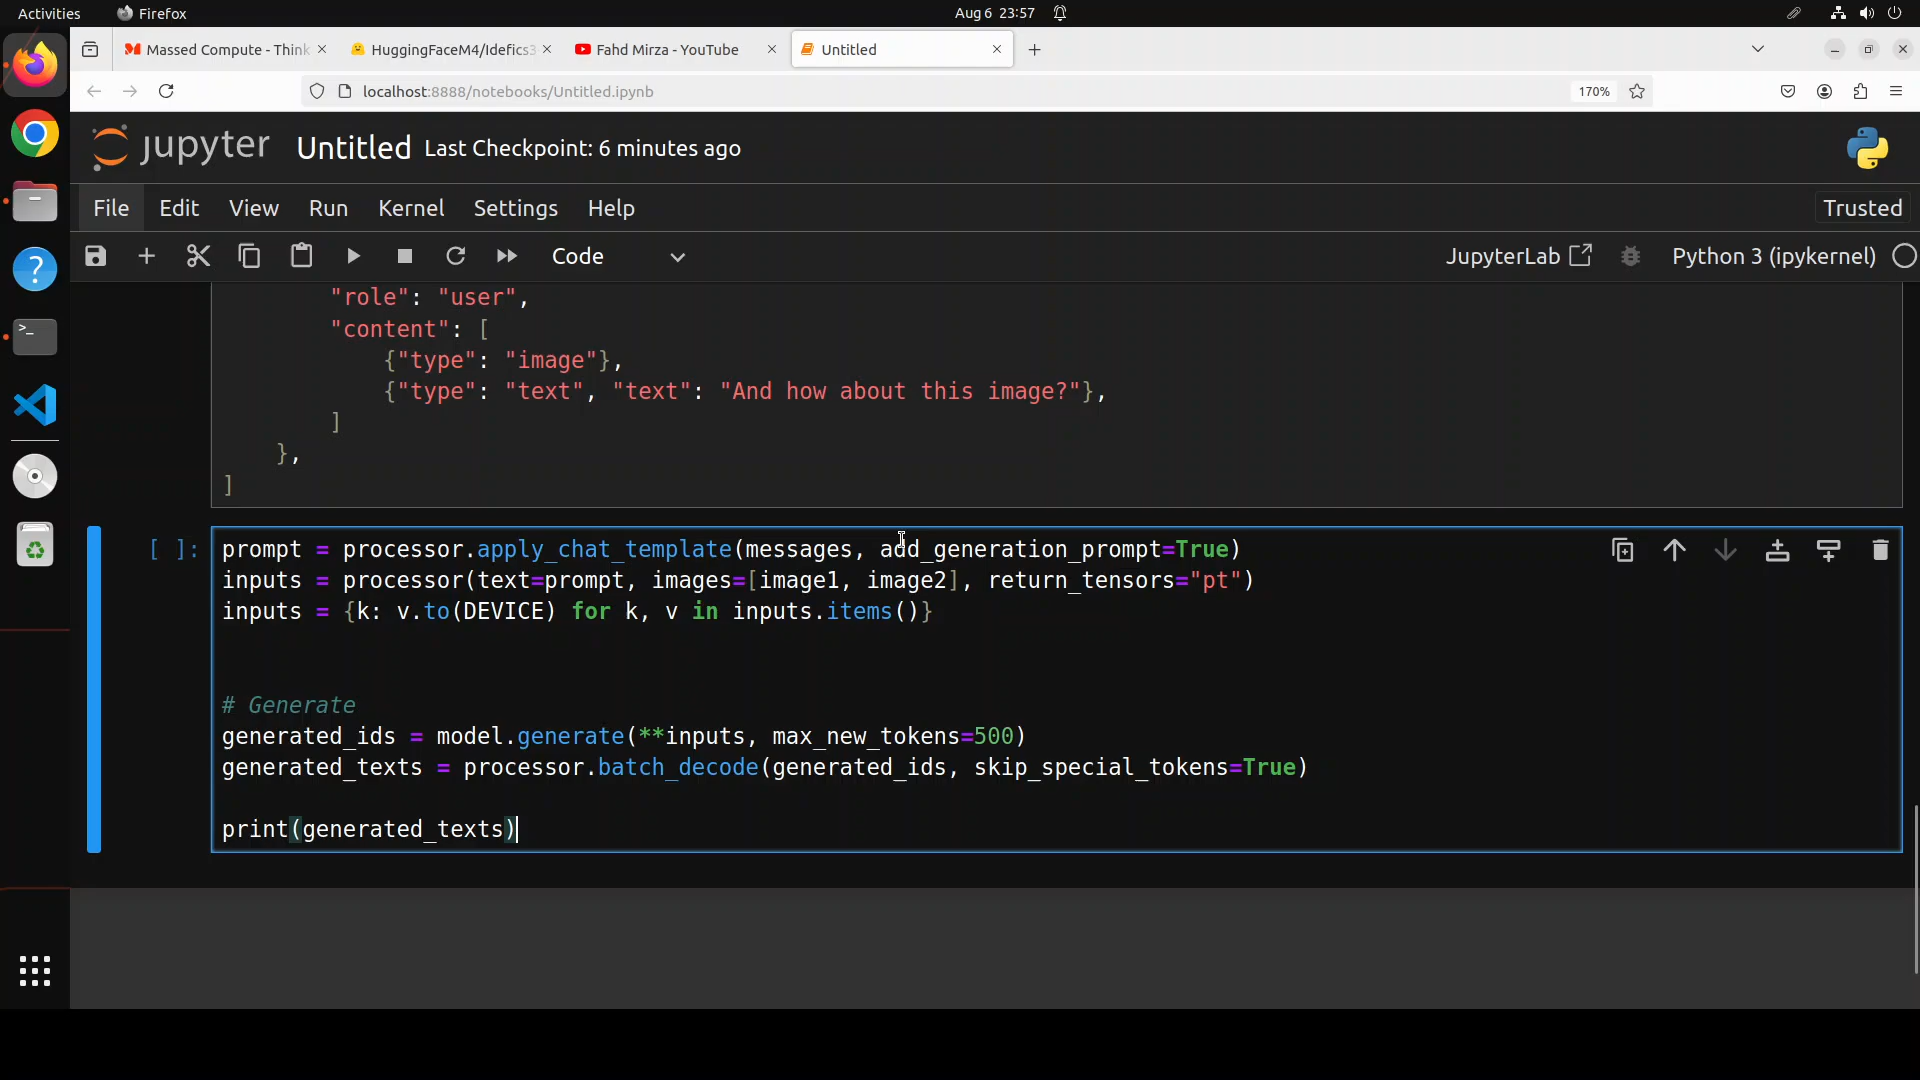 Activities
Firefox
Aug 6 23:57
Massed Compute - Think
HuggingFaceM4/Idefics3
Fahd Mirza - YouTube
Untitled
localhost:8888/notebooks/Untitled.ipynb
170%
jupyter
Untitled
Last Checkpoint: 6 minutes ago
File
Edit
View
Run
Kernel
Settings
Help
Trusted
Code
JupyterLab
Python 3 (ipykernel)
"role": "user",
"content": [
{"type": "image"},
{"type": "text", "text": "And how about this image?"},
]
},
]
[ ]:
prompt = processor.apply_chat_template(messages, add_generation_prompt=True)
inputs = processor(text=prompt, images=[image1, image2], return_tensors="pt")
inputs = {k: v.to(DEVICE) for k, v in inputs.items()}
# Generate
generated_ids = model.generate(**inputs, max_new_tokens=500)
generated_texts = processor.batch_decode(generated_ids, skip_special_tokens=True)
print(generated_texts)